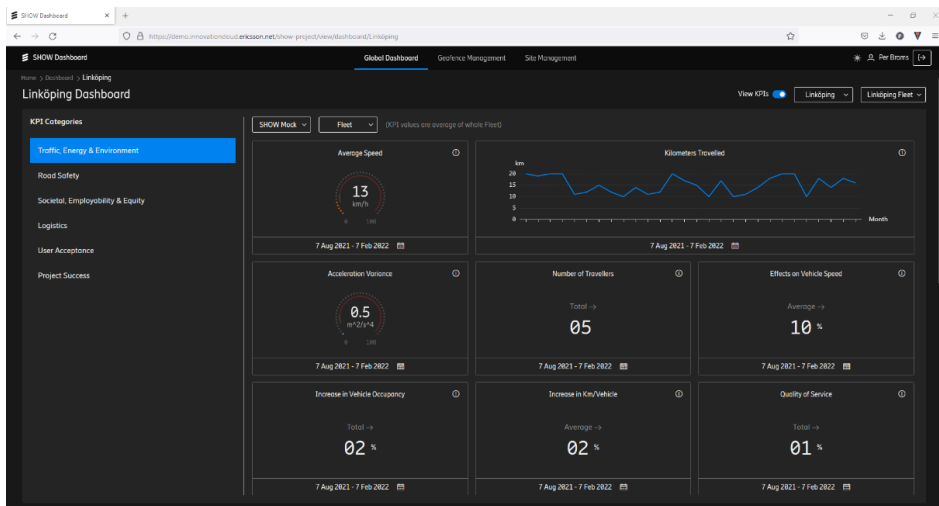 SHOW Dashboard
https://demo.innovationcloud.ericsson.net/show-project/view/dashboard/Linkoping
SHOW Dashboard
Global Dashboard Geofence Management Site Management
Per Brams
Home > Dashboard > Linköping
Linköping Dashboard
View KPIs Linköping Linköping Fleet
KPI Categories
Traffic, Energy & Environment
Road Safety
Societal, Employability & Equity
Logistics
User Acceptance
Project Success
SHOW Mock Fleet (KPI values are average of whole Fleet)
Average Speed
13
km/h
0 100
7 Aug 2021 - 7 Feb 2022
Kilometers Travelled
km
20
15
10
5
0
Month
7 Aug 2021 - 7 Feb 2022
Acceleration Variance
0.5
m^2/s^4
0 100
7 Aug 2021 - 7 Feb 2022
Number of Travellers
Total →
05
7 Aug 2021 - 7 Feb 2022
Effects on Vehicle Speed
Average →
10 %
7 Aug 2021 - 7 Feb 2022
Increase in Vehicle Occupancy
Total →
02 %
7 Aug 2021 - 7 Feb 2022
Increase in Km/Vehicle
Average →
02 %
7 Aug 2021 - 7 Feb 2022
Quality of Service
Total →
01 %
7 Aug 2021 - 7 Feb 2022